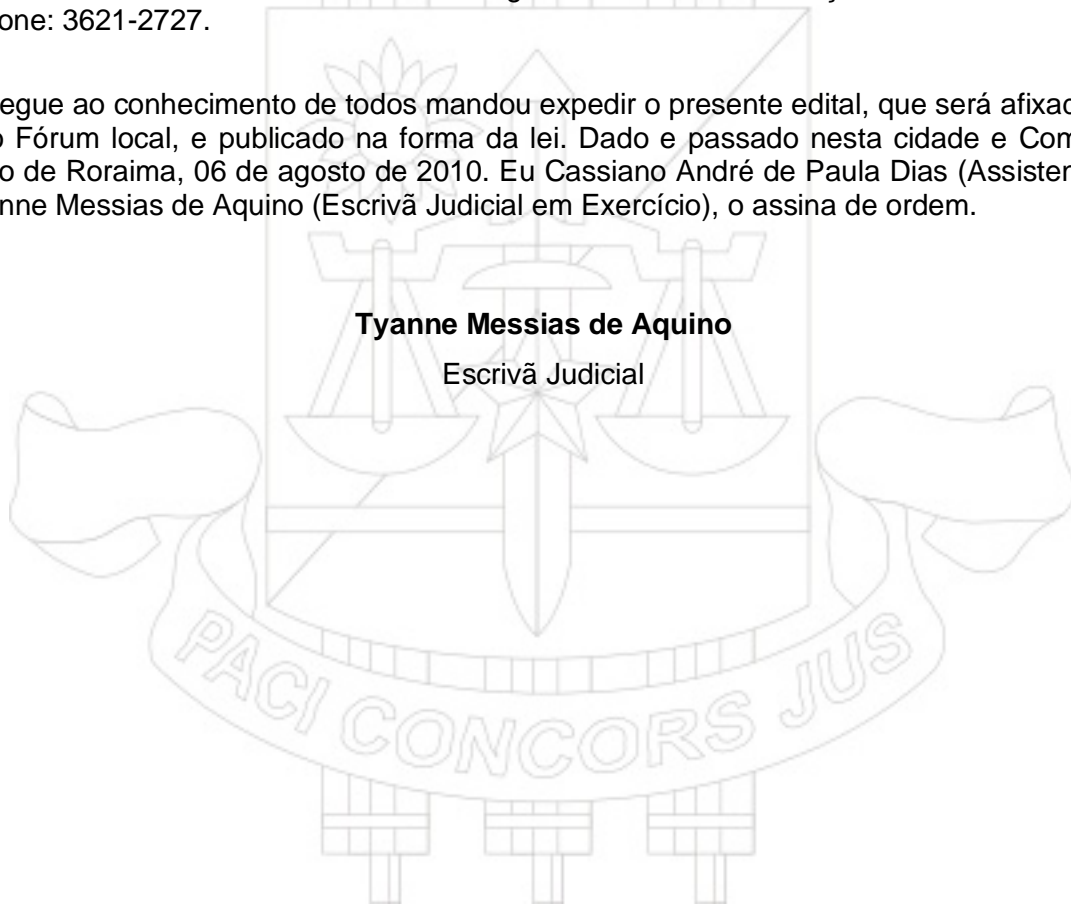 one: 3621-2727.
egue ao conhecimento de todos mandou expedir o presente edital, que será afixad
o Fórum local, e publicado na forma da lei. Dado e passado nesta cidade e Com
o de Roraima, 06 de agosto de 2010. Eu Cassiano André de Paula Dias (Assisten
nne Messias de Aquino (Escrivã Judicial em Exercício), o assina de ordem.
Tyanne Messias de Aquino
Escrivã Judicial
PACI CONCORS JUS